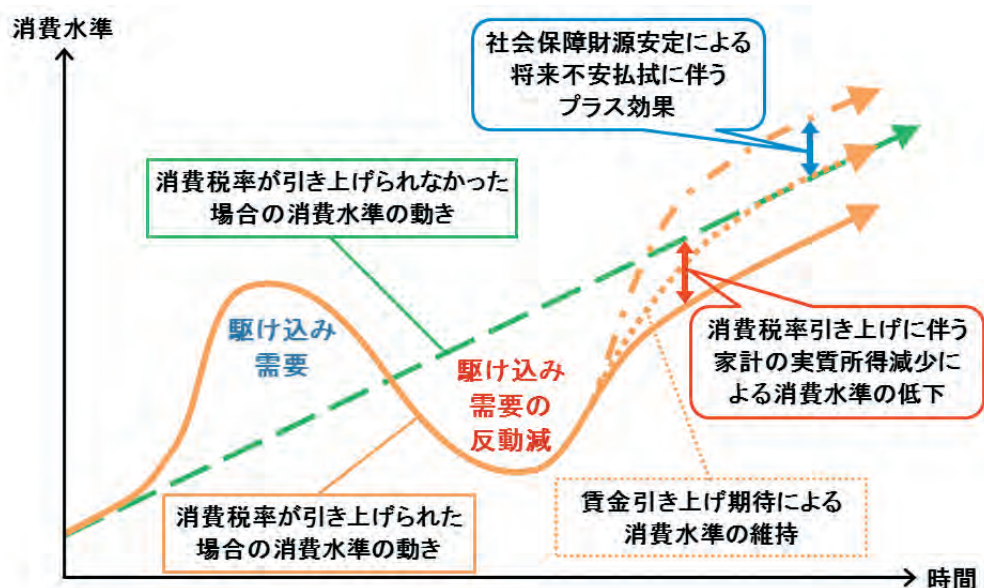 消費水準
社会保障財源安定による
将来不安払拭に伴う
プラス効果
消費税率が引き上げられなかった
場合の消費水準の動き
駆け込み
需要
駆け込み
需要の
反動減
消費税率引き上げに伴う
家計の実質所得減少に
よる消費水準の低下
消費税率が引き上げられた
場合の消費水準の動き
賃金引き上げ期待による
消費水準の維持
時間